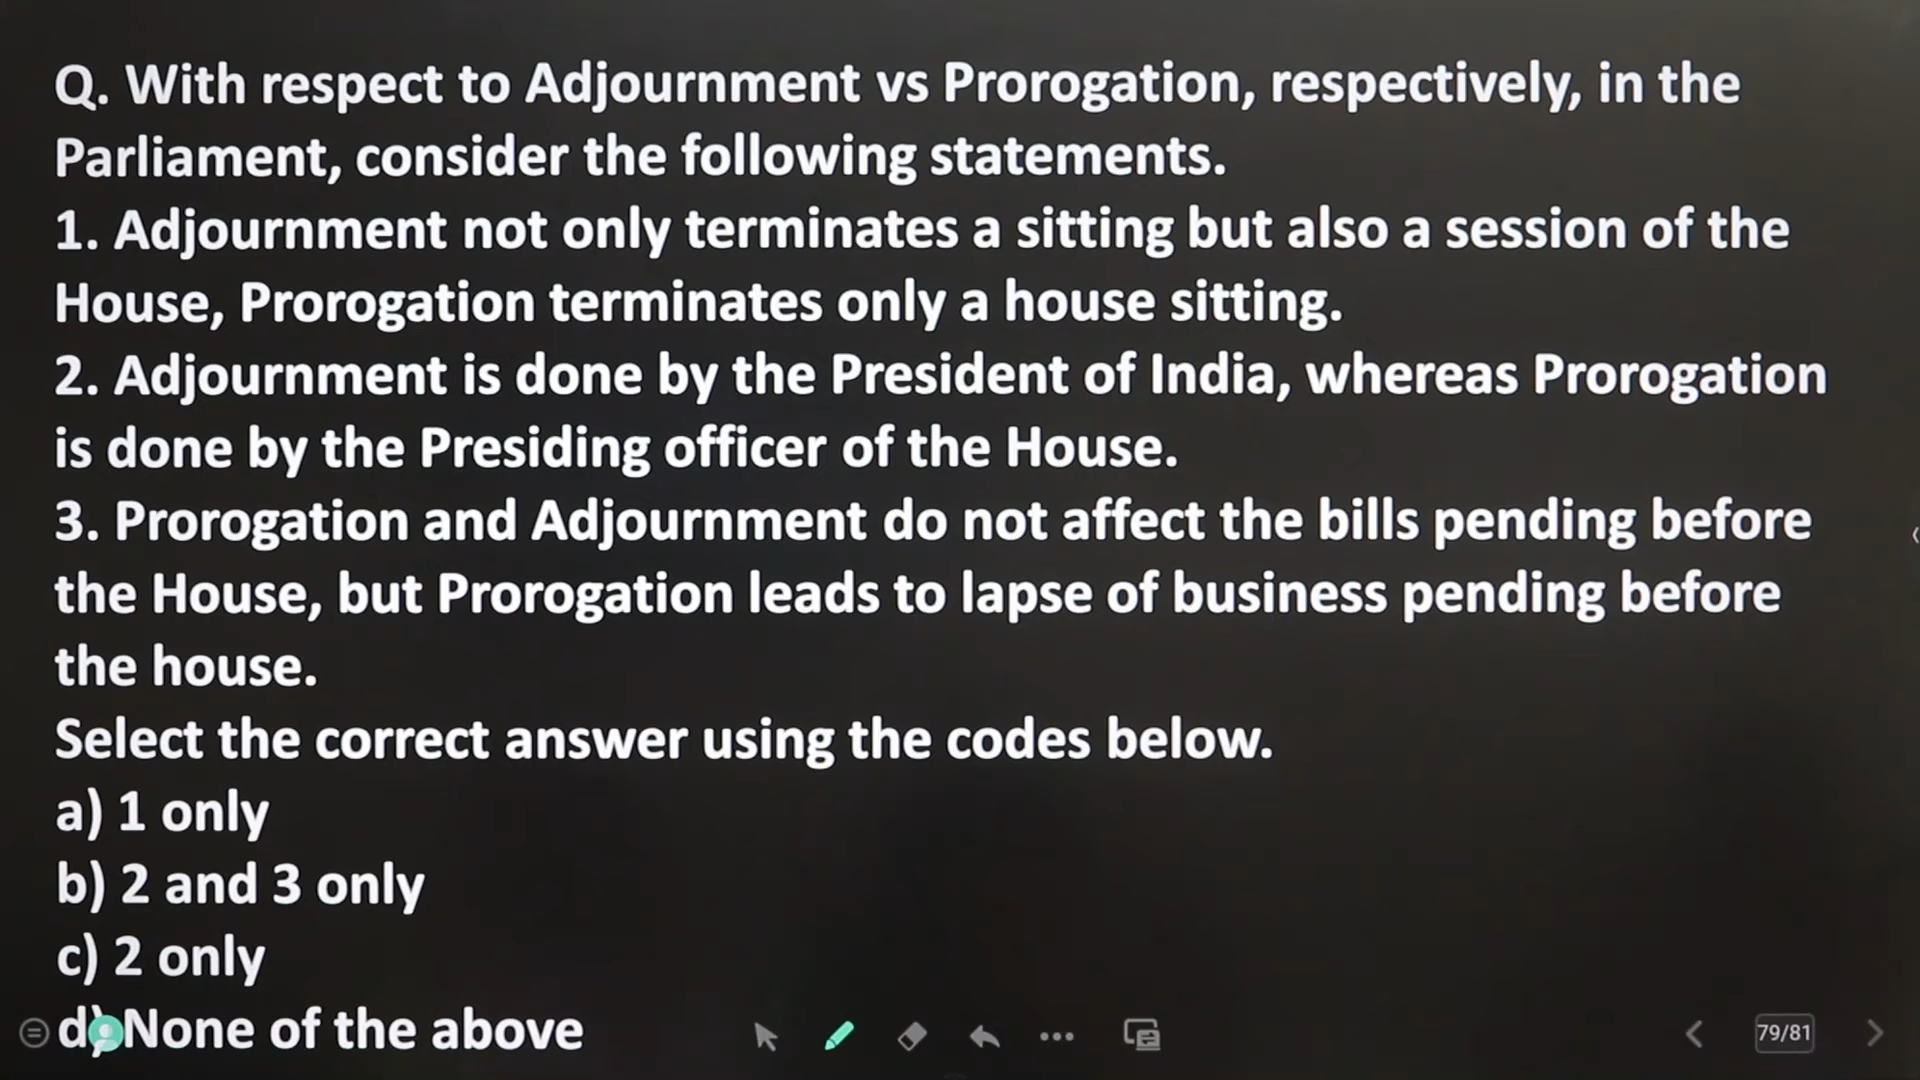 Q. With respect to Adjournment vs Prorogation, respectively, in the
Parliament, consider the following statements.
1. Adjournment not only terminates a sitting but also a session of the
House, Prorogation terminates only a house sitting.
2. Adjournment is done by the President of India, whereas Prorogation
is done by the Presiding officer of the House.
3. Prorogation and Adjournment do not affect the bills pending before
the House, but Prorogation leads to lapse of business pending before
the house.
Select the correct answer using the codes below.
a) 1 only
b) 2 and 3 only
c) 2 only
d) None of the above
79/81